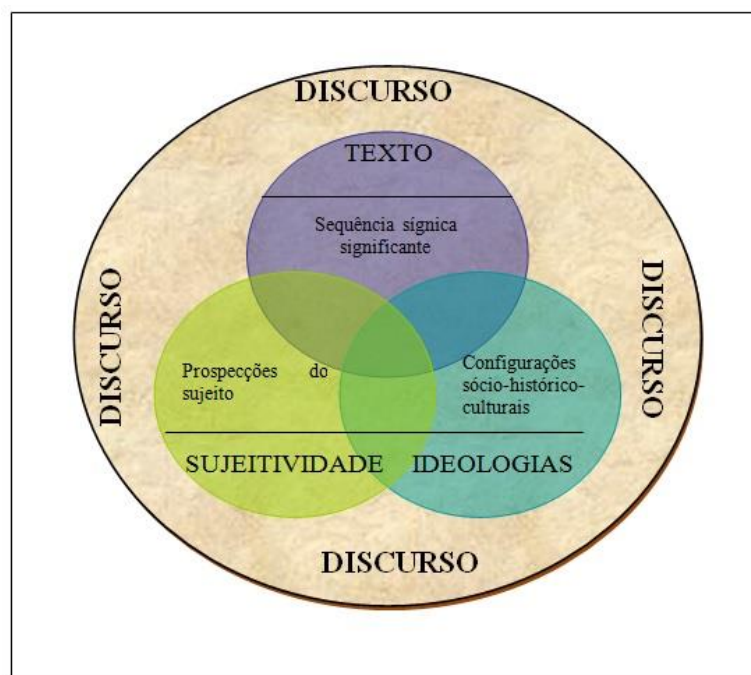 DISCURSO
TEXTO
Sequência sígnica
significante
DISCURSO
DISCURSO
Prospecções do
sujeito
Configurações
sócio-histórico-
culturais
SUJEITIVIDADE
IDEOLOGIAS
DISCURSO